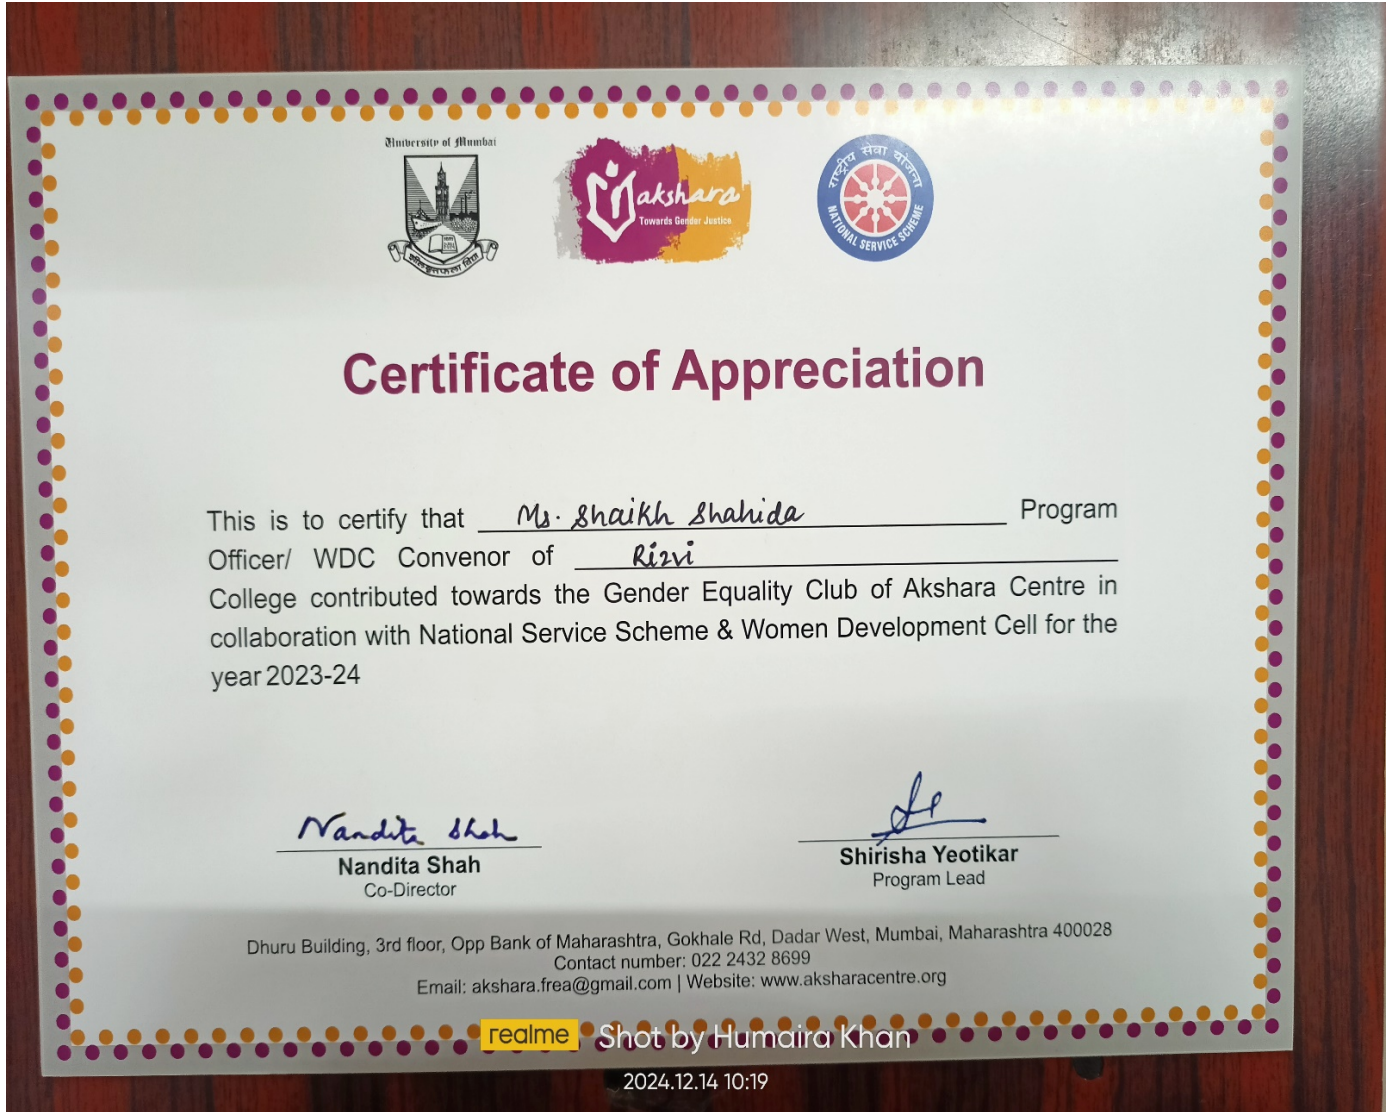 University of Mumbai
शीलवृत्तफला विद्या
akshara
Towards Gender Justice
राष्ट्रीय सेवा योजना
NATIONAL SERVICE SCHEME
Certificate of Appreciation
This is to certify that Ms. Shaikh Shahida Program
Officer/ WDC Convenor of Rizvi
College contributed towards the Gender Equality Club of Akshara Centre in
collaboration with National Service Scheme & Women Development Cell for the
year 2023-24
Nandita Shah
Nandita Shah
Co-Director
Shirisha Yeotikar
Program Lead
Dhuru Building, 3rd floor, Opp Bank of Maharashtra, Gokhale Rd, Dadar West, Mumbai, Maharashtra 400028
Contact number: 022 2432 8699
Email: akshara.frea@gmail.com | Website: www.aksharacentre.org
realme Shot by Humaira Khan
2024.12.14 10:19